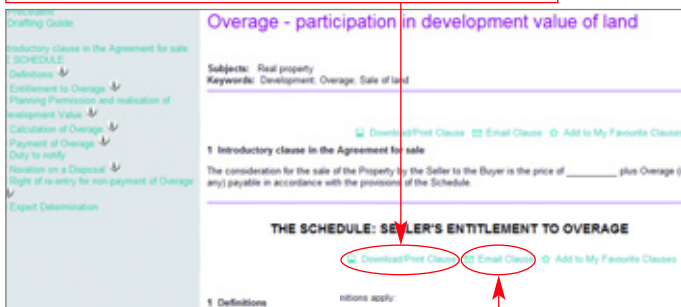 Precedent
Drafting Guide
Introductory clause in the Agreement for sale
E SCHEDULE
Definitions
Entitlement to Overage
Planning Permission and realisation of
evelopment Value
Calculation of Overage
Payment of Overage
Duty to notify
Novation on a Disposal
Right of re-entry for non-payment of Overage
Expert Determination
Overage - participation in development value of land
Subjects: Real property
Keywords: Development; Overage; Sale of land
Download/Print Clause Email Clause Add to My Favourite Clauses
1 Introductory clause in the Agreement for sale
The consideration for the sale of the Property by the Seller to the Buyer is the price of ________ plus Overage (i
any) payable in accordance with the provisions of the Schedule.
THE SCHEDULE: SELLER'S ENTITLEMENT TO OVERAGE
Download/Print Clause Email Clause Add to My Favourite Clauses
1 Definitions
nitions apply: